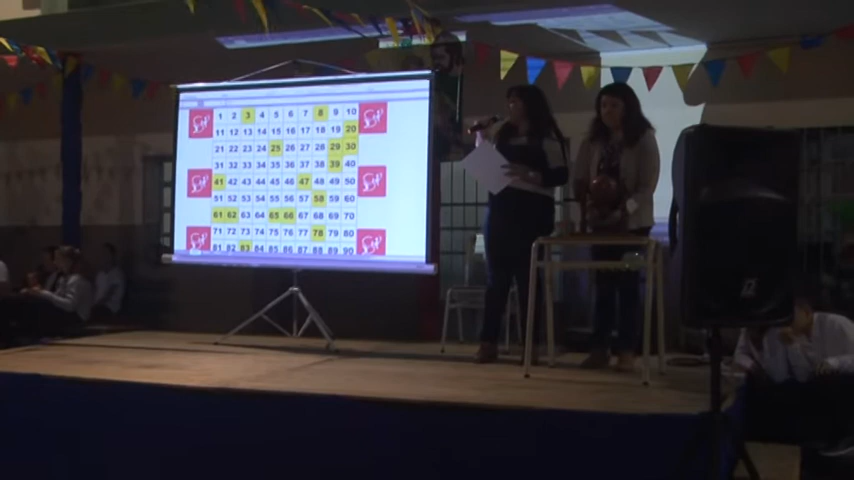 1 2 3 4 5 6 7 8 9 10
11 12 13 14 15 16 17 18 19 20
21 22 23 24 25 26 27 28 29 30
31 32 33 34 35 36 37 38 39 40
41 42 43 44 45 46 47 48 49 50
51 52 53 54 55 56 57 58 59 60
61 62 63 64 65 66 67 68 69 70
71 72 73 74 75 76 77 78 79 80
81 82 83 84 85 86 87 88 89 90